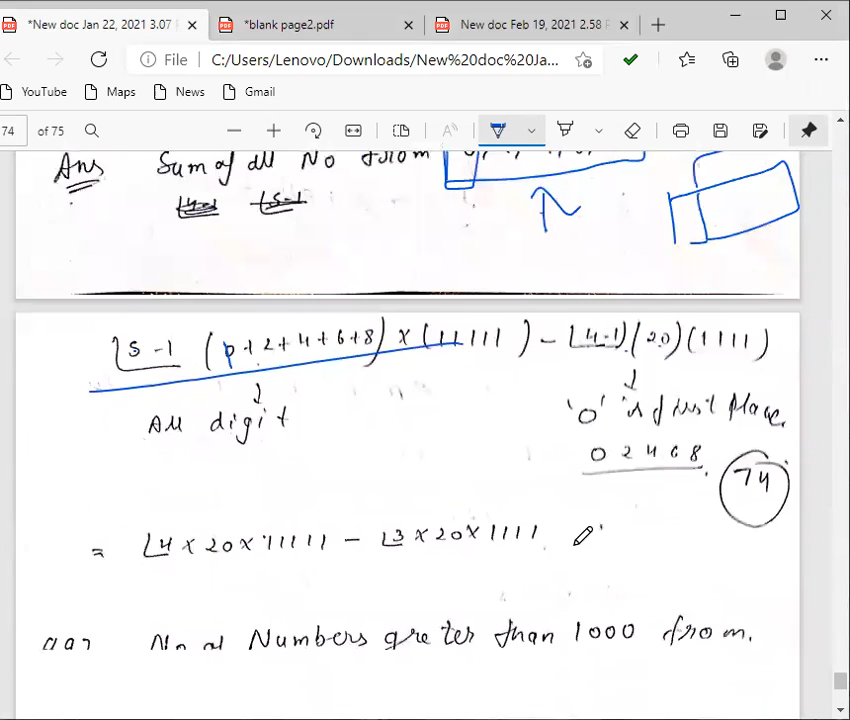 *New doc Jan 22, 2021 3.07 P
*blank page2.pdf
New doc Feb 19, 2021 2.58 P
File
C:/Users/Lenovo/Downloads/New%20doc%20Ja...
YouTube
Maps
News
Gmail
74 of 75
Ans Sum of all No from
⌊5-1 (0+2+4+6+8) × (11111) - ⌊4-1) (20) (1111)
All digit
'0' is first place.
0 2 4 6 8
74
= ⌊4 × 20 × 11111 - ⌊3 × 20 × 1111
No of Numbers greter than 1000 from.